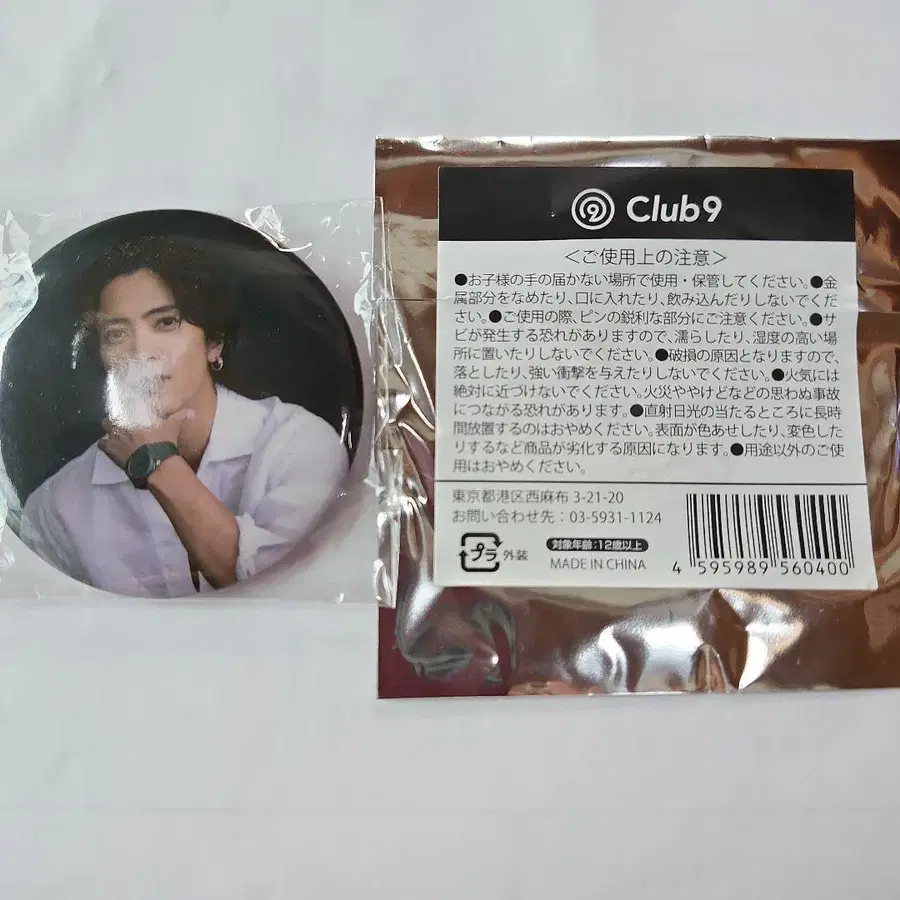 Club9
＜ご使用上の注意＞
●お子様の手の届かない場所で使用・保管してください。●金
属部分をなめたり、口に入れたり、飲み込んだりしないでくだ
さい。●ご使用の際、ピンの鋭利な部分にご注意ください。●サ
ビが発生する恐れがありますので、濡らしたり、湿度の高い場
所に置いたりしないでください。●破損の原因となりますので、
落としたり、強い衝撃を与えたりしないでください。●火気には
絶対に近づけないでください。火災ややけどなどの思わぬ事故
につながる恐れがあります。●直射日光の当たるところに長時
間放置するのはおやめください。表面が色あせしたり、変色した
りするなど商品が劣化する原因になります。●用途以外のご使
用はおやめください。
東京都港区西麻布 3-21-20
お問い合わせ先：03-5931-1124
プラ 外装
対象年齢：12歳以上
MADE IN CHINA
4 595989 560400